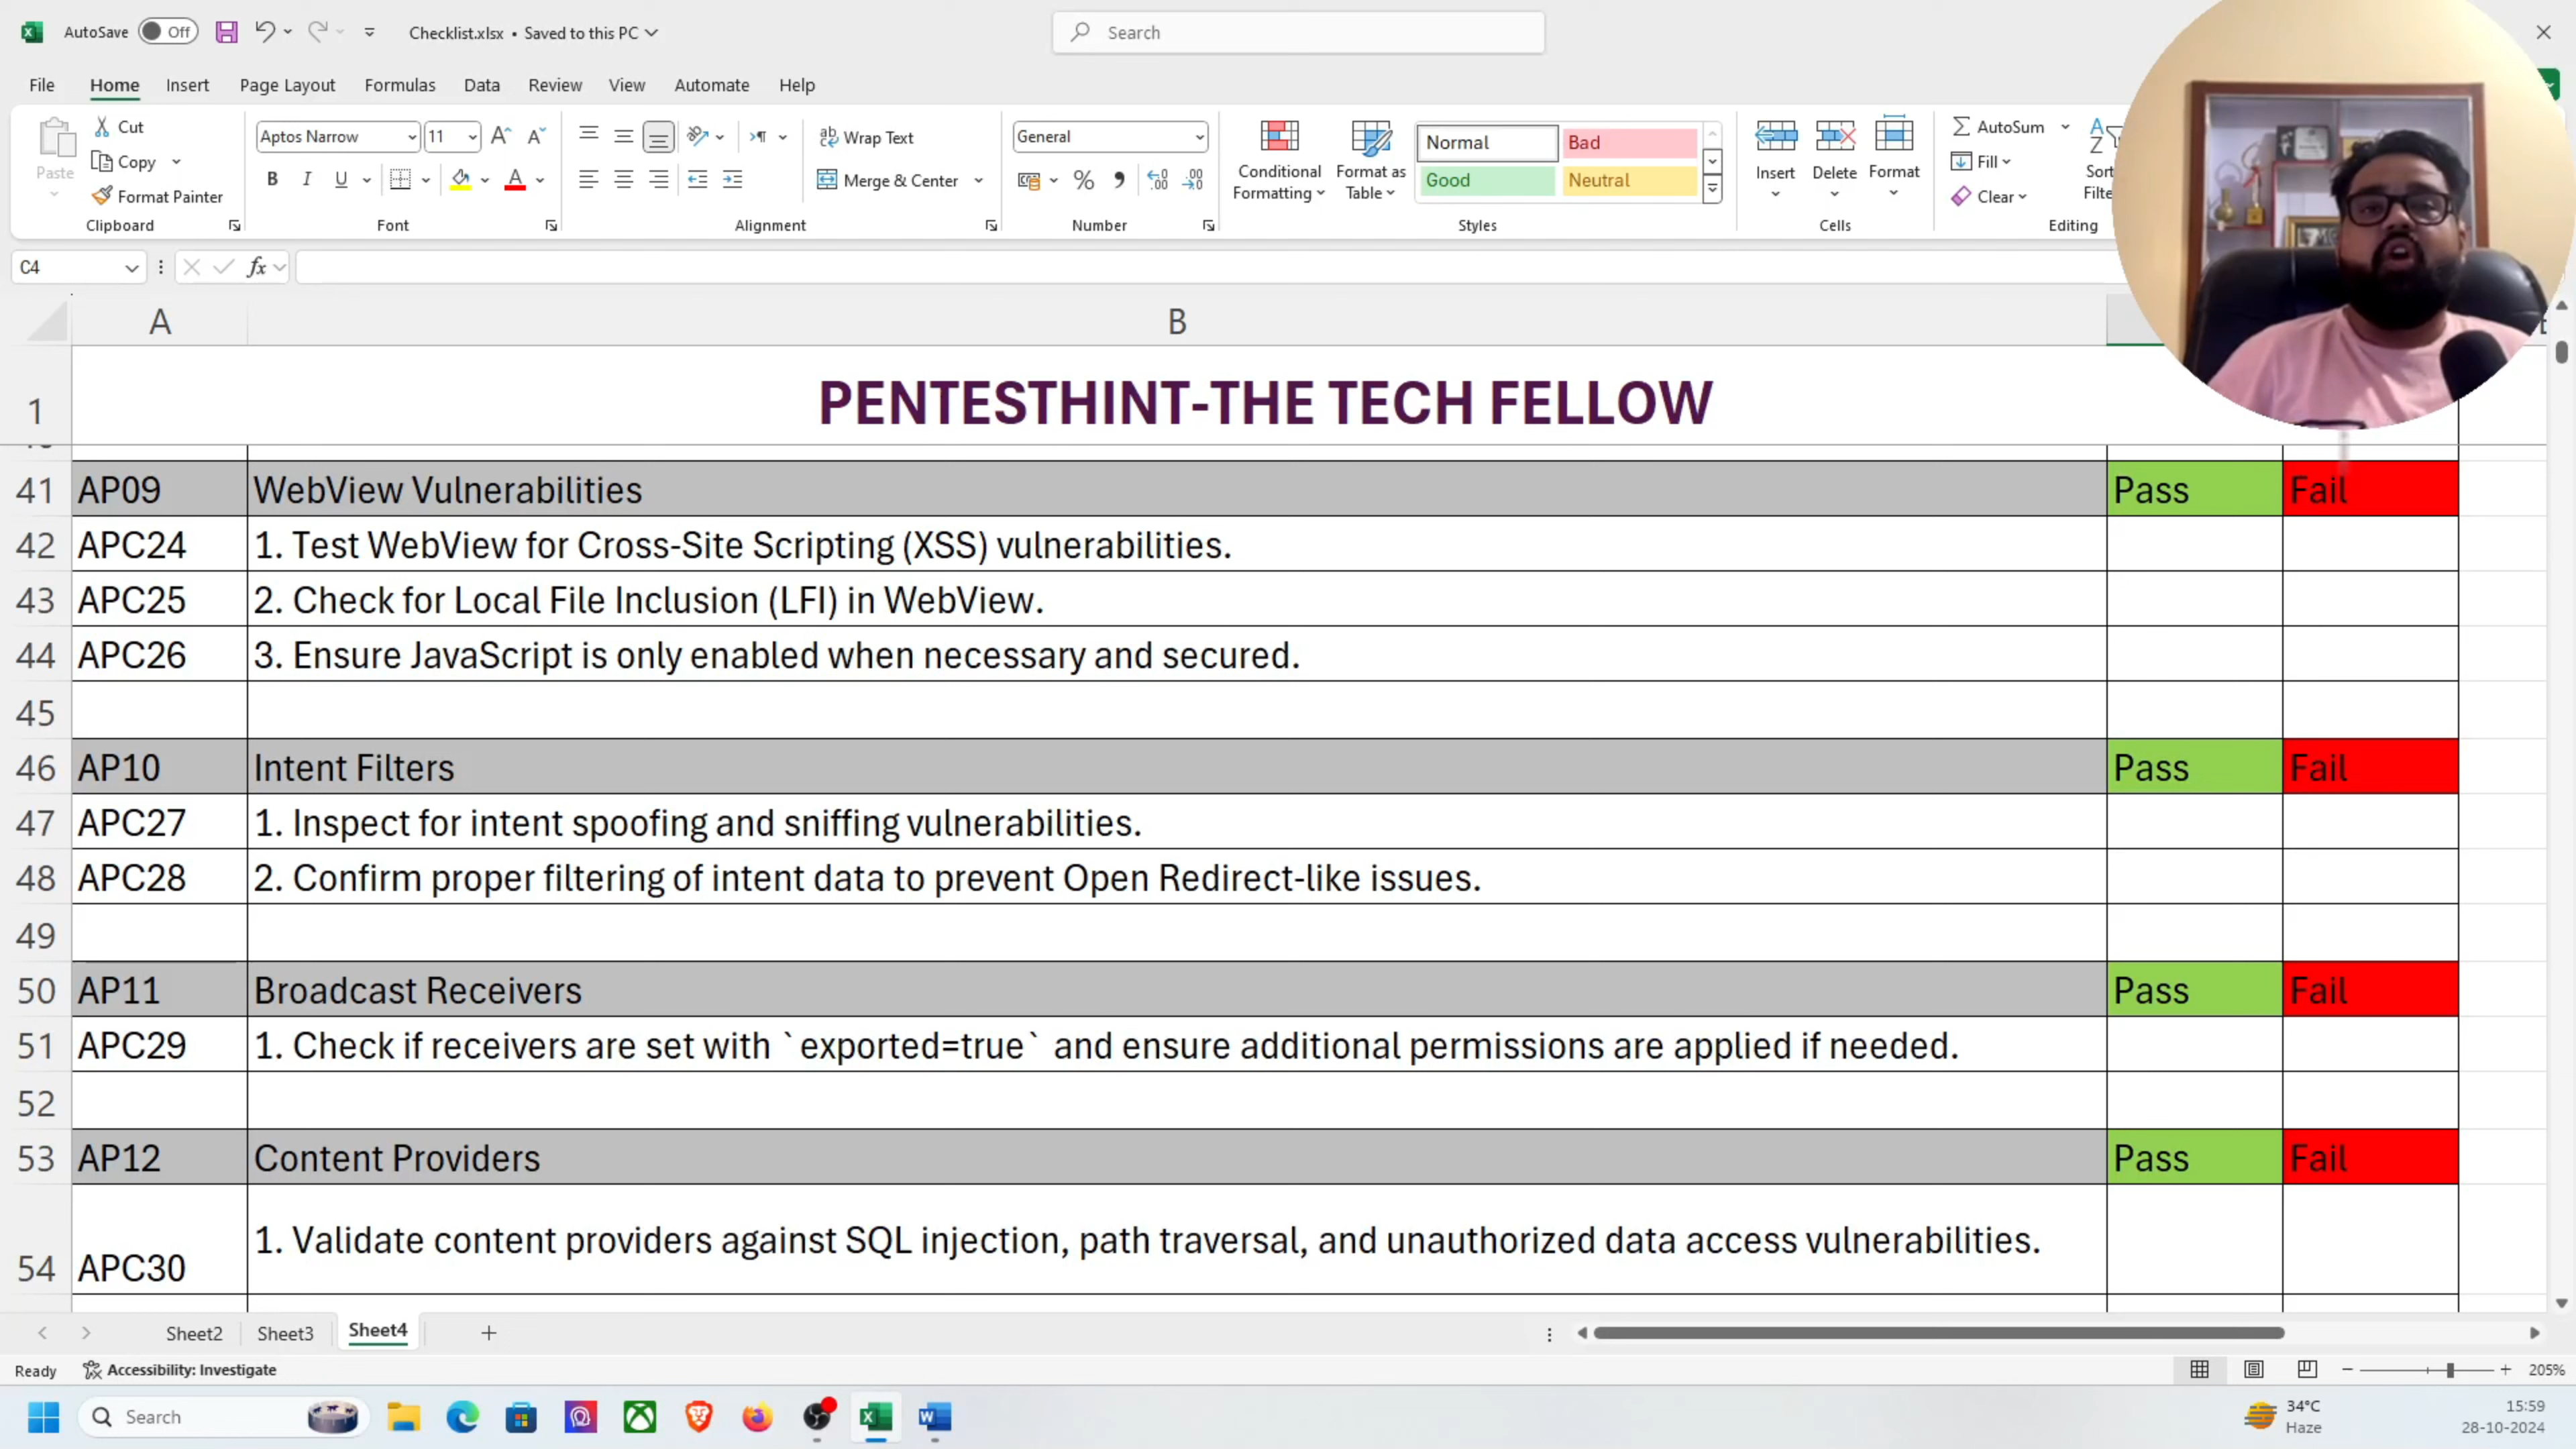 AutoSave Off Checklist.xlsx • Saved to this PC Search
File Home Insert Page Layout Formulas Data Review View Automate Help
Paste Cut Copy Format Painter Clipboard
Aptos Narrow 11 B I U Font
Wrap Text Merge & Center Alignment
General Number
Conditional Formatting Format as Table Normal Bad Good Neutral Styles
Insert Delete Format Cells
AutoSum Fill Clear Sort Editing
C4 fx
A B
1 PENTESTHINT-THE TECH FELLOW
41 AP09 WebView Vulnerabilities Pass Fail
42 APC24 1. Test WebView for Cross-Site Scripting (XSS) vulnerabilities.
43 APC25 2. Check for Local File Inclusion (LFI) in WebView.
44 APC26 3. Ensure JavaScript is only enabled when necessary and secured.
45
46 AP10 Intent Filters Pass Fail
47 APC27 1. Inspect for intent spoofing and sniffing vulnerabilities.
48 APC28 2. Confirm proper filtering of intent data to prevent Open Redirect-like issues.
49
50 AP11 Broadcast Receivers Pass Fail
51 APC29 1. Check if receivers are set with `exported=true` and ensure additional permissions are applied if needed.
52
53 AP12 Content Providers Pass Fail
54 APC30 1. Validate content providers against SQL injection, path traversal, and unauthorized data access vulnerabilities.
Sheet2 Sheet3 Sheet4
Ready Accessibility: Investigate 205%
Search 34°C 15:59
Haze 28-10-2024